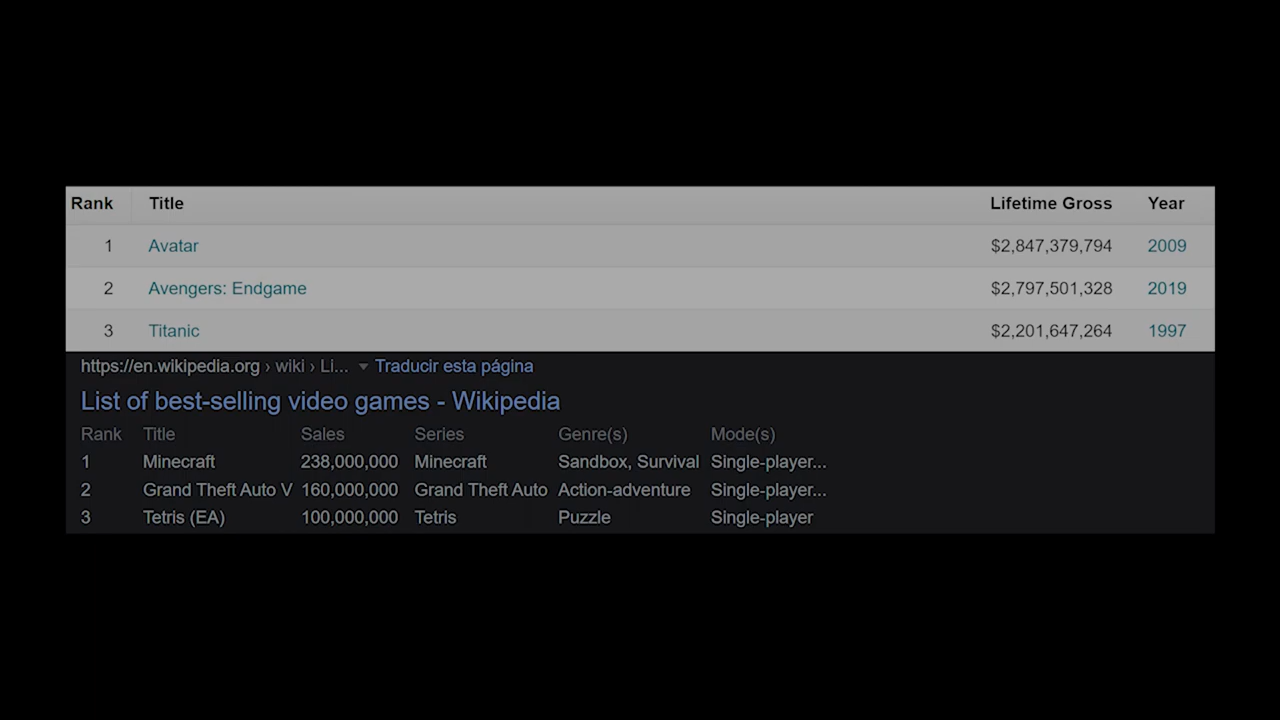 Rank Title Lifetime Gross Year
1 Avatar $2,847,379,794 2009
2 Avengers: Endgame $2,797,501,328 2019
3 Titanic $2,201,647,264 1997
https://en.wikipedia.org › wiki › Li... Traducir esta página
List of best-selling video games - Wikipedia
Rank Title Sales Series Genre(s) Mode(s)
1 Minecraft 238,000,000 Minecraft Sandbox, Survival Single-player...
2 Grand Theft Auto V 160,000,000 Grand Theft Auto Action-adventure Single-player...
3 Tetris (EA) 100,000,000 Tetris Puzzle Single-player